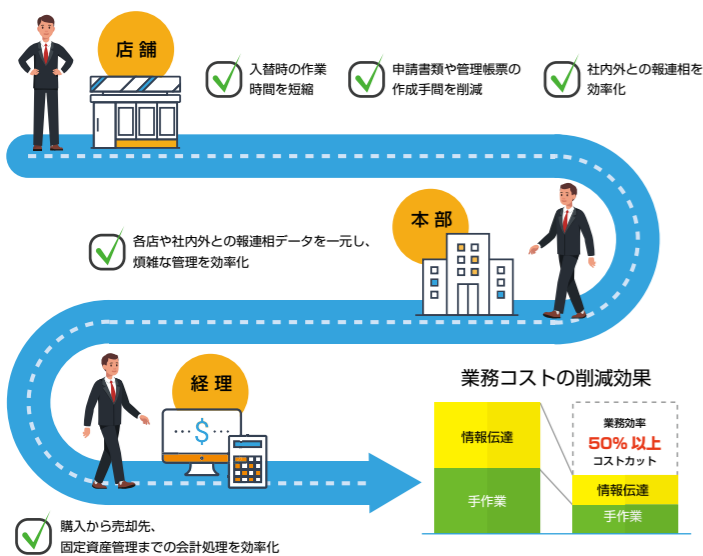 店舗
入替時の作業
時間を短縮
申請書類や管理帳票の
作成手間を削減
社内外との報連相を
効率化
本部
各店や社内外との報連相データを一元し、
煩雑な管理を効率化
経理
$
購入から売却先、
固定資産管理までの会計処理を効率化
業務コストの削減効果
情報伝達
手作業
業務効率
50% 以上
コストカット
情報伝達
手作業